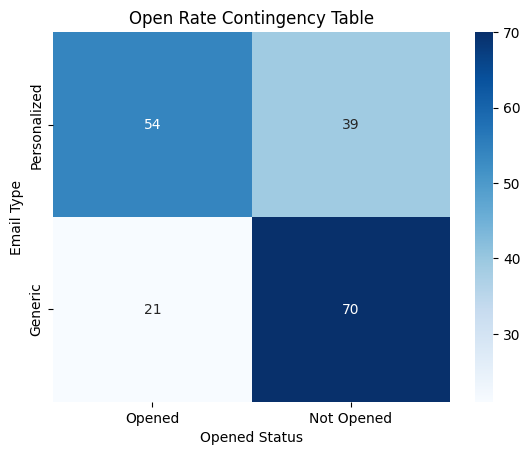 Open Rate Contingency Table
Email Type
Personalized
54
39
Generic
21
70
Opened
Not Opened
Opened Status
70
60
50
40
30